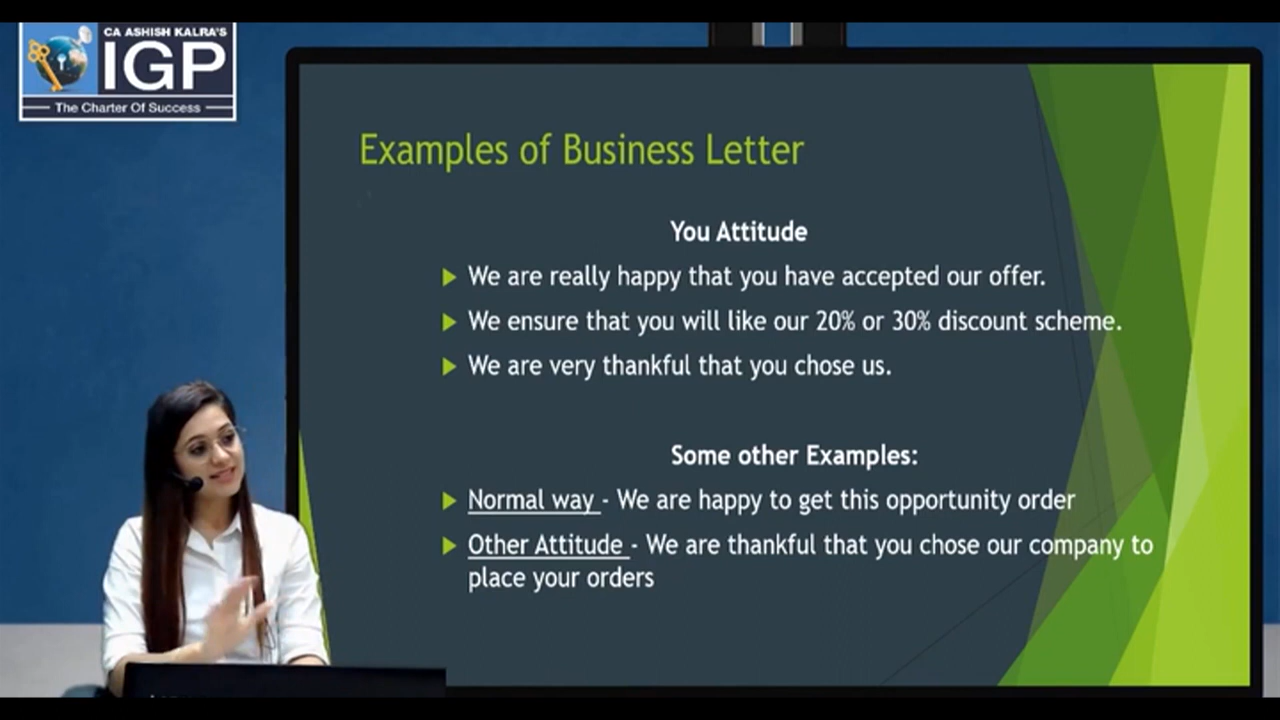 CA ASHISH KALRA'S
IGP
The Charter Of Success
Examples of Business Letter
You Attitude
We are really happy that you have accepted our offer.
We ensure that you will like our 20% or 30% discount scheme.
We are very thankful that you chose us.
Some other Examples:
Normal way - We are happy to get this opportunity order
Other Attitude - We are thankful that you chose our company to
place your orders